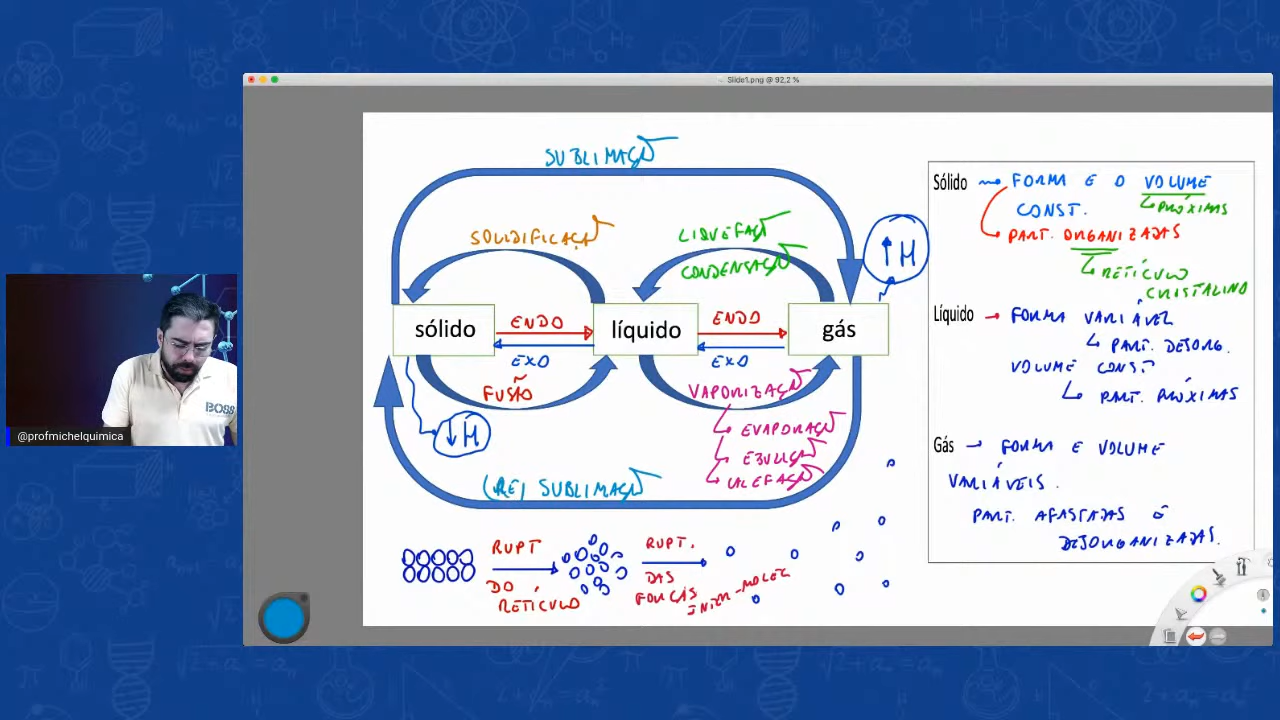 Slide1.png @ 92,2 %
SUBLIMAÇÃO
SOLIDIFICAÇÃO
LIQUEFAÇÃO
CONDENSAÇÃO
↑ H
sólido
ENDO
EXO
líquido
ENDO
EXO
gás
FUSÃO
VAPORIZAÇÃO
EVAPORAÇÃO
EBULIÇÃO
CALEFAÇÃO
↓ H
(RE) SUBLIMAÇÃO
RUPT
DO
RETÍCULO
RUPT.
DAS
FORÇAS
INTER-MOLEC
Sólido → FORMA E O VOLUME
CONST. PRÓXIMAS
PART. ORGANIZADAS
RETÍCULO
CRISTALINO
Líquido → FORMA VARIÁVEL
PART. DESORG.
VOLUME CONST
PART. PRÓXIMAS
Gás → FORMA E VOLUME
VARIÁVEIS.
PART. AFASTADAS E
DESORGANIZADAS.
BOSS
@profmichelquimica